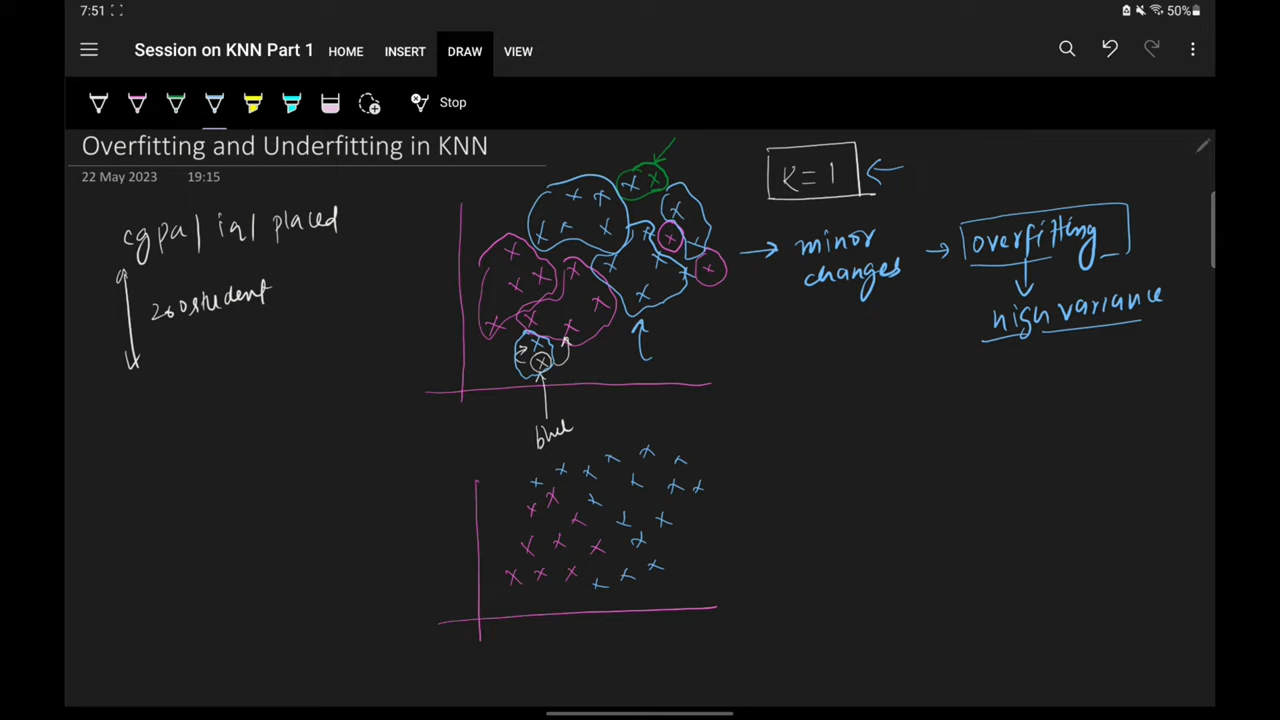 7:51
50%
Session on KNN Part 1 HOME INSERT DRAW VIEW
Stop
Overfitting and Underfitting in KNN
22 May 2023 19:15
K = 1
cgpa | iq | placed
200 student
minor changes
overfitting
high variance
blue